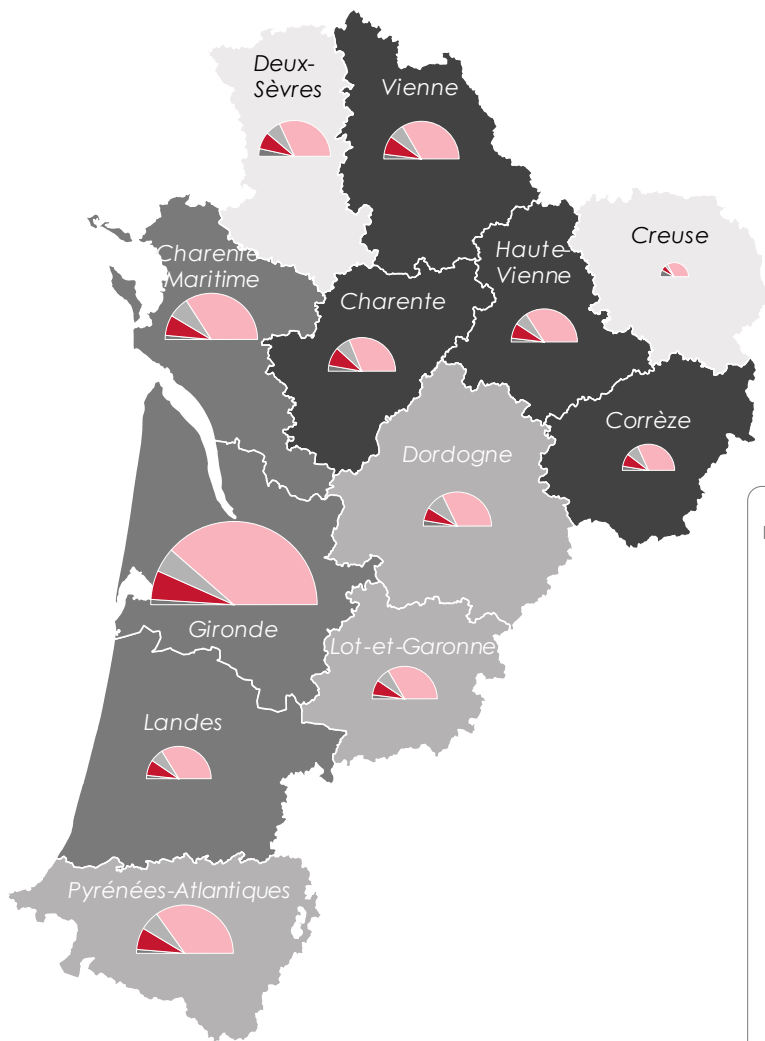 Deux-
Sèvres
Vienne
Creuse
Haute-
Vienne
Charente
Maritime
Charente
Corrèze
Dordogne
Gironde
Lot-et-Garonne
Landes
Pyrénées-Atlantiques